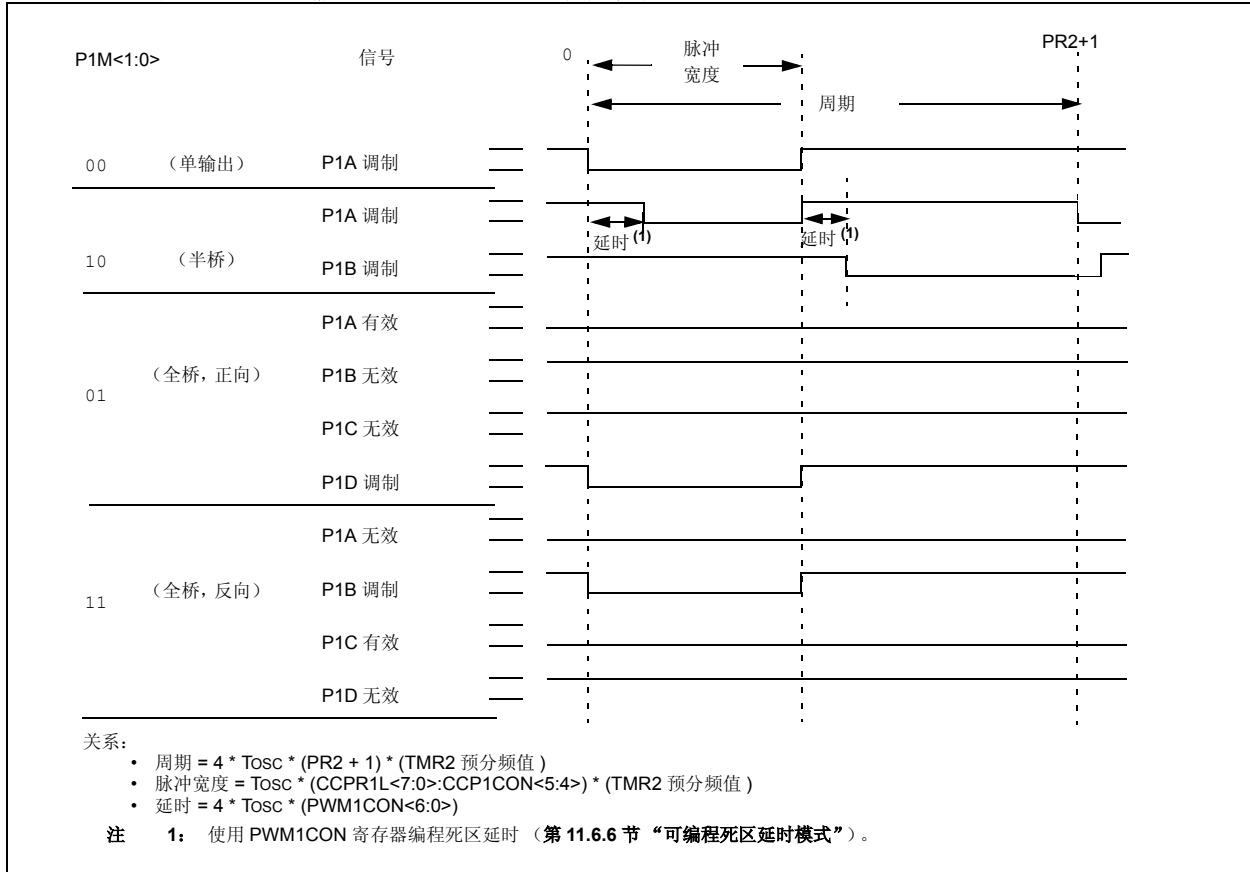 P1M<1:0> 信号 0 脉冲 宽度 PR2+1
周期
00 （单输出） P1A 调制
P1A 调制
延时 (1) 延时 (1)
10 （半桥） P1B 调制
P1A 有效
（全桥，正向） P1B 无效
01
P1C 无效
P1D 调制
P1A 无效
（全桥，反向） P1B 调制
11
P1C 有效
P1D 无效
关系：
• 周期 = 4 * TOSC * (PR2 + 1) * (TMR2 预分频值 )
• 脉冲宽度 = TOSC * (CCPR1L<7:0>:CCP1CON<5:4>) * (TMR2 预分频值 )
• 延时 = 4 * TOSC * (PWM1CON<6:0>)
注 1： 使用 PWM1CON 寄存器编程死区延时 （第 11.6.6 节 “可编程死区延时模式”）。